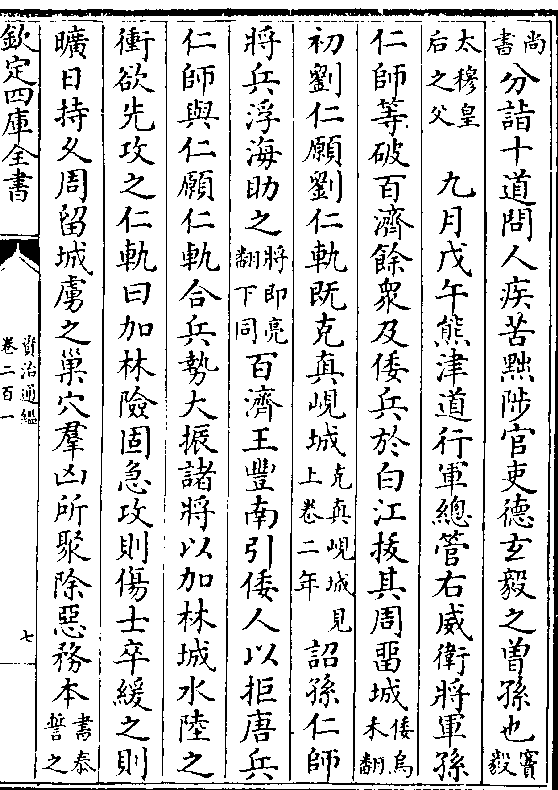 尚書分詣十道問人疾苦黜陟官吏德玄毅之曽孫也竇毅
太穆皇后之父 九月戊午熊津道行軍總管右威衛將軍孫
仁師等破百濟餘衆及倭兵於白江拔其周留城倭烏禾翻
初劉仁願劉仁軌既克真峴城克真峴城見上卷二年詔孫仁師
將兵浮海助之將即亮翻下同百濟王豐南引倭人以拒唐兵
仁師與仁願仁軌合兵勢大振諸將以加林城水陸之
衝欲先攻之仁軌曰加林險固急攻則傷士卒緩之則
曠日持久周留城虜之巢穴羣凶所聚除惡務本書泰誓之
欽定四庫全書
資治通鑑
卷二百一
七